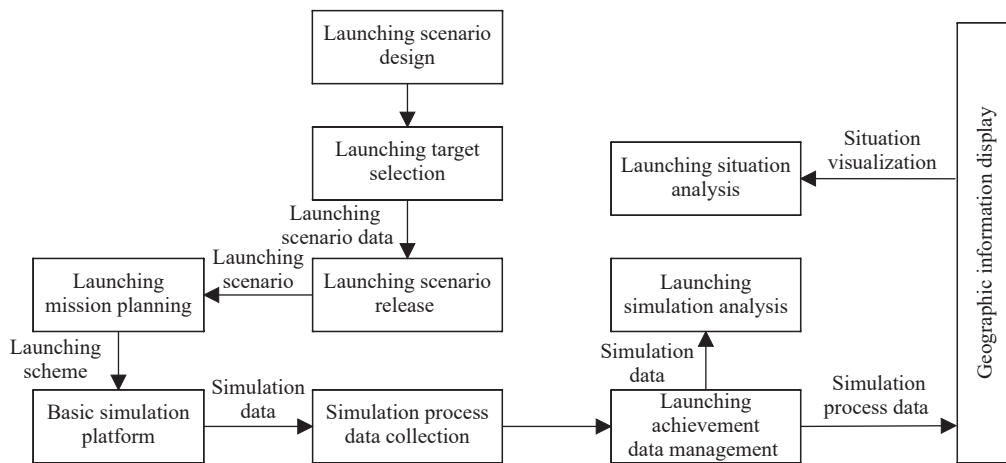 Launching scenario
design
Launching target
selection
Launching
scenario data
Launching scenario
release
Launching
scenario
Launching
mission planning
Launching
scheme
Basic simulation
platform
Simulation
data
Simulation process
data collection
Launching
achievement
data management
Simulation
data
Launching
simulation analysis
Simulation
process data
Geographic information display
Situation
visualization
Launching situation
analysis